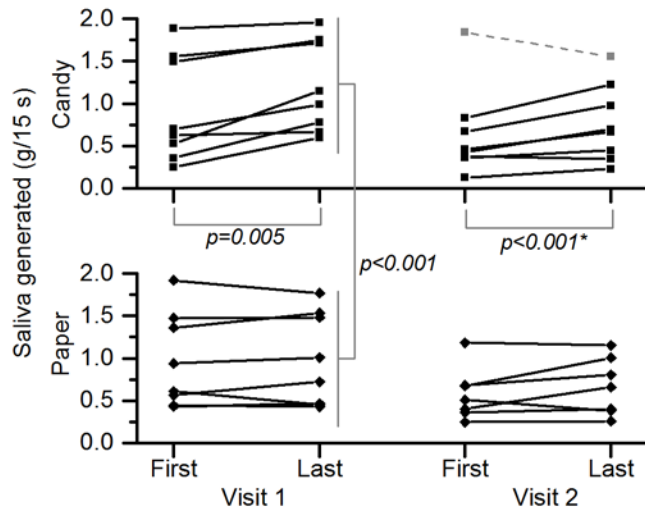 Saliva generated (g/15 s)
Candy
2.0
1.5
1.0
0.5
0.0
p=0.005
p<0.001*
p<0.001
Paper
2.0
1.5
1.0
0.5
0.0
First
Last
First
Last
Visit 1
Visit 2